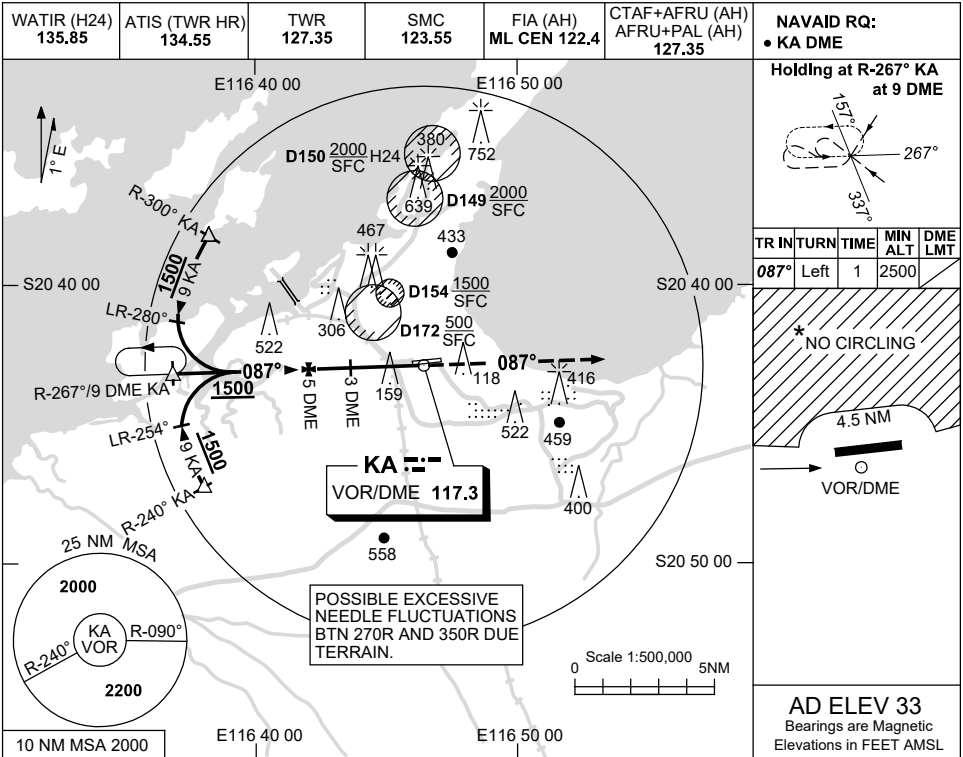 WATIR (H24)
135.85
ATIS (TWR HR)
134.55
TWR
127.35
SMC
123.55
FIA (AH)
ML CEN 122.4
CTAF+AFRU (AH)
AFRU+PAL (AH)
127.35
NAVAID RQ:
• KA DME
Holding at R-267° KA
at 9 DME
157°
267°
337°
TR IN TURN TIME MIN ALT DME LMT
087° Left 1 2500
*NO CIRCLING
4.5 NM
VOR/DME
AD ELEV 33
Bearings are Magnetic
Elevations in FEET AMSL
E116 40 00
E116 50 00
1° E
D150 2000 SFC H24
380
752
639
D149 2000 SFC
R-300° KA
1500
9 KA
467
433
S20 40 00
S20 40 00
LR-280°
D154 1500 SFC
306
D172 500 SFC
522
R-267°/9 DME KA
087°
1500
5 DME
3 DME
159
118
087°
416
522
459
LR-254°
1500
9 KA
R-240° KA
KA
VOR/DME 117.3
400
558
S20 50 00
25 NM MSA
2000
KA
VOR
R-090°
R-240°
2200
POSSIBLE EXCESSIVE
NEEDLE FLUCTUATIONS
BTN 270R AND 350R DUE
TERRAIN.
Scale 1:500,000
0 5NM
10 NM MSA 2000
E116 40 00
E116 50 00